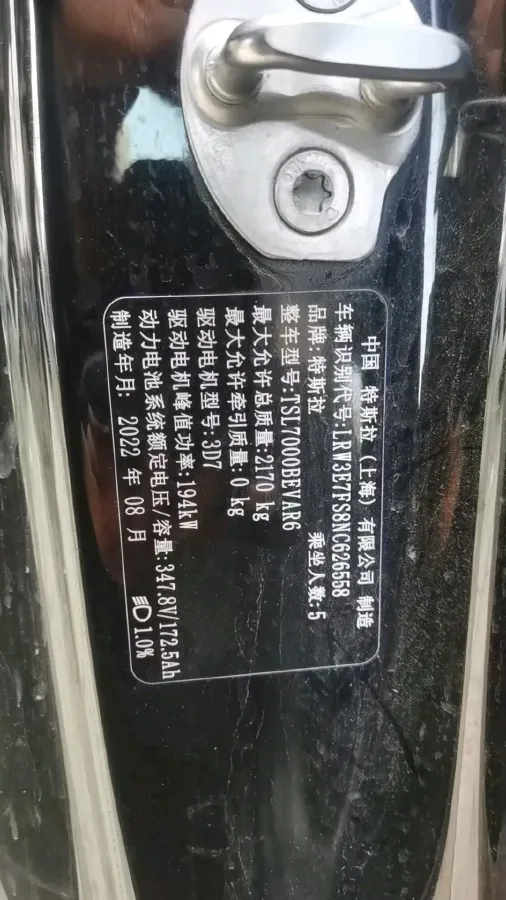 中国 特斯拉（上海）有限公司 制造
车辆识别代号:LRW3E7FS8NC626558
品牌:特斯拉 乘坐人数:5
整车型号:TSL7000BEVAR6
最大允许总质量:2170 kg
最大允许牵引质量:0 kg
驱动电机型号:3D7
驱动电机峰值功率:194kW
动力电池系统额定电压/容量:347.8V/172.5Ah
制造年月: 2022 年 08 月 1.0%